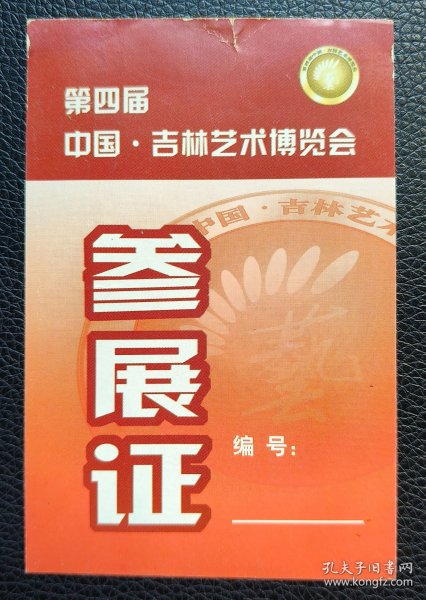 第四届
中国·吉林艺术博览会
中国·吉林艺术
藝
参展证
编号：
孔夫子旧书网
www.kongfz.com